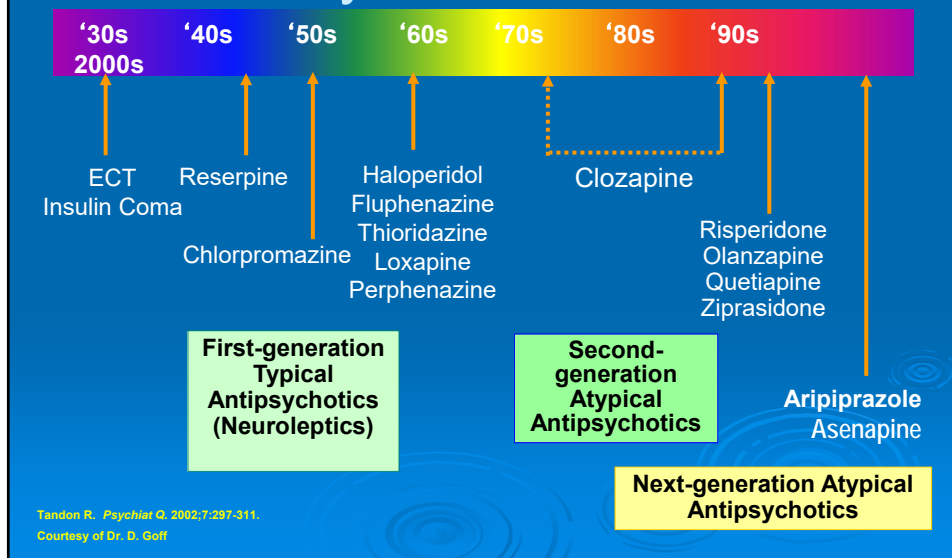 ‘30s ‘40s ‘50s ‘60s ‘70s ‘80s ‘90s
2000s
ECT
Insulin Coma
Reserpine
Chlorpromazine
Haloperidol
Fluphenazine
Thioridazine
Loxapine
Perphenazine
Clozapine
Risperidone
Olanzapine
Quetiapine
Ziprasidone
Aripiprazole
Asenapine
First-generation
Typical
Antipsychotics
(Neuroleptics)
Second-
generation
Atypical
Antipsychotics
Next-generation Atypical
Antipsychotics
Tandon R. Psychiat Q. 2002;7:297-311.
Courtesy of Dr. D. Goff